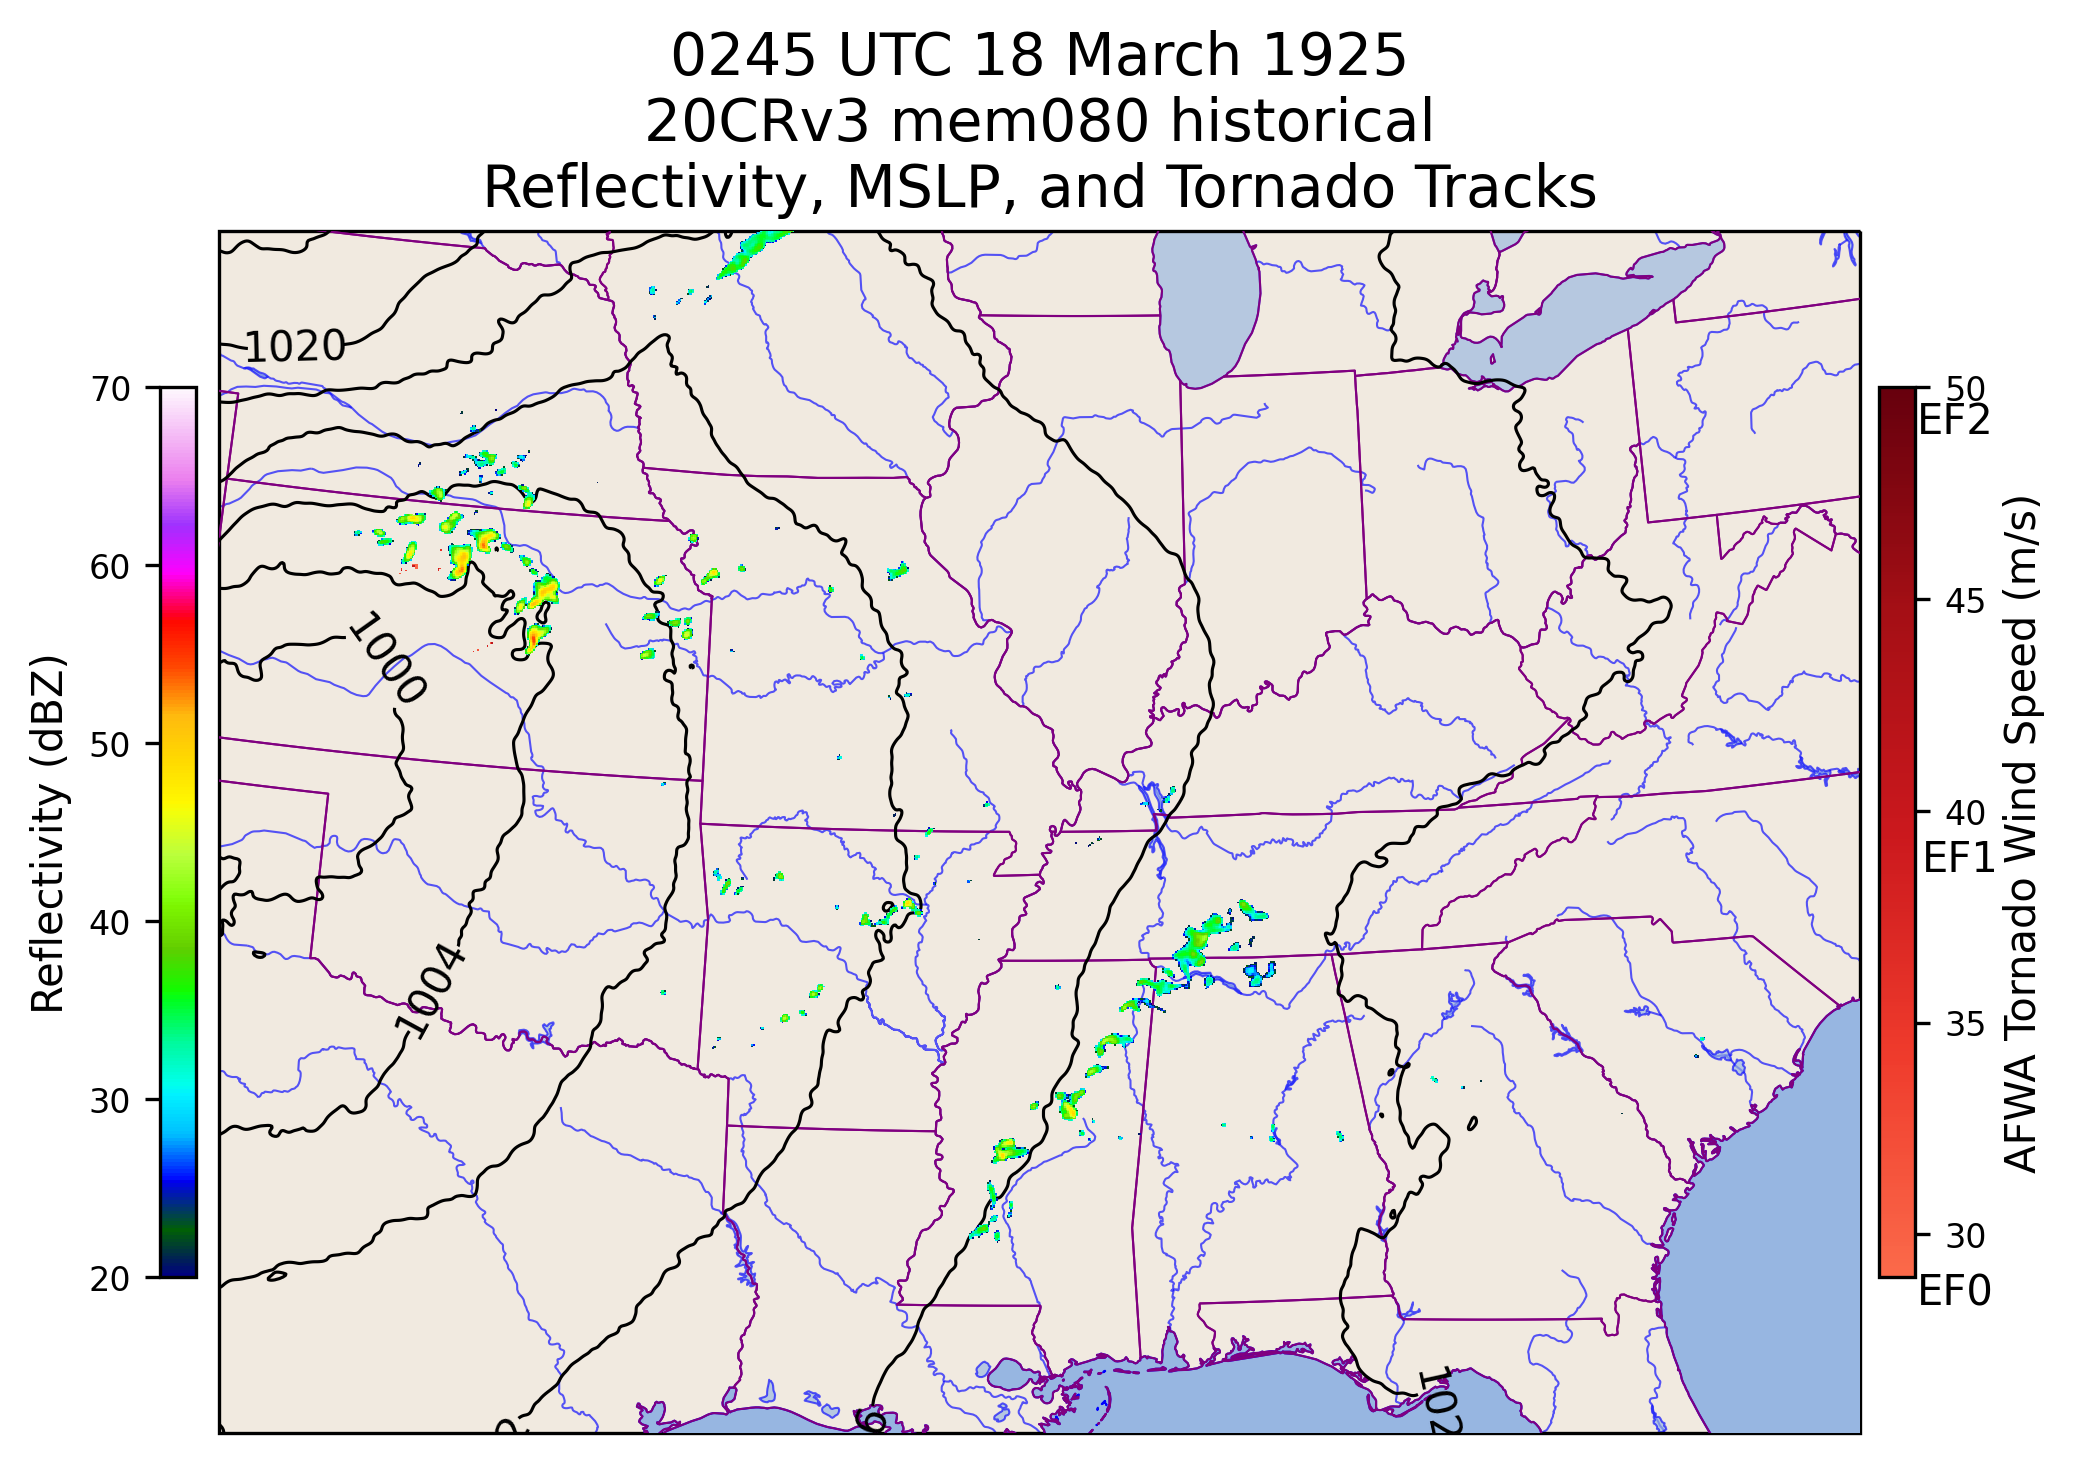 0245 UTC 18 March 1925
20CRv3 mem080 historical
Reflectivity, MSLP, and Tornado Tracks
1020
1000
1004
102
70
60
50
40
30
20
Reflectivity (dBZ)
50
EF2
45
40
EF1
35
30
EF0
AFWA Tornado Wind Speed (m/s)